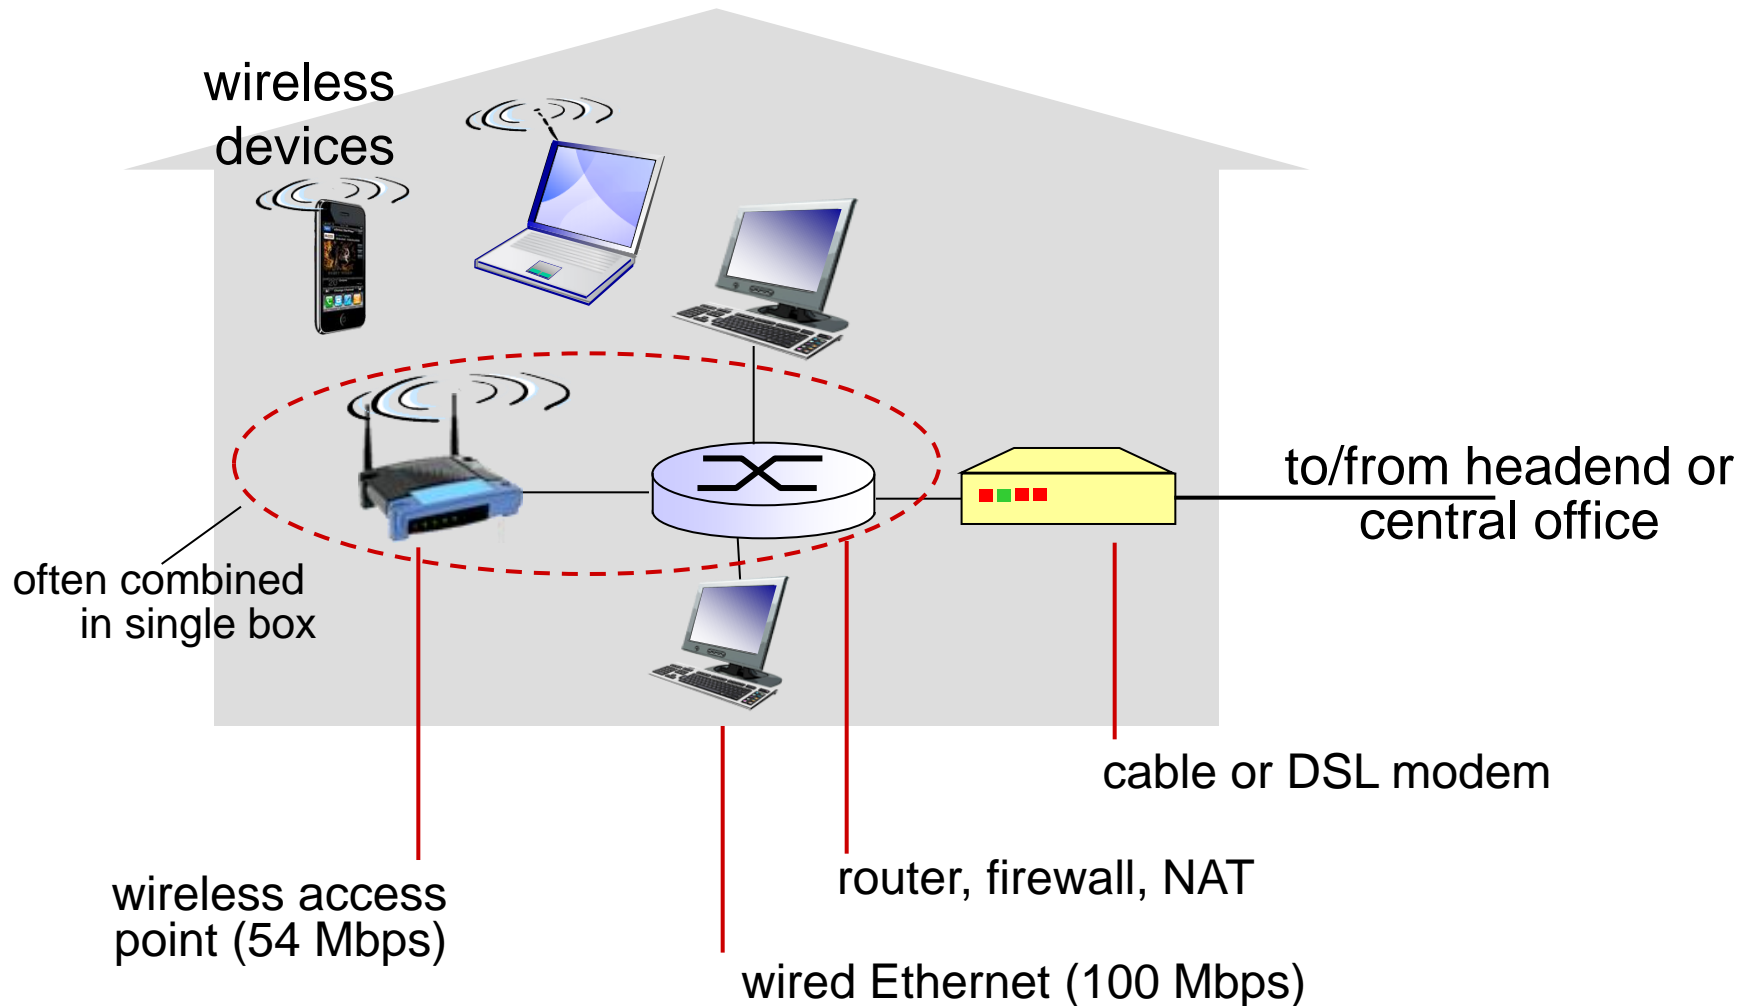 wireless
devices
to/from headend or
central office
often combined
in single box
cable or DSL modem
router, firewall, NAT
wireless access
point (54 Mbps)
wired Ethernet (100 Mbps)